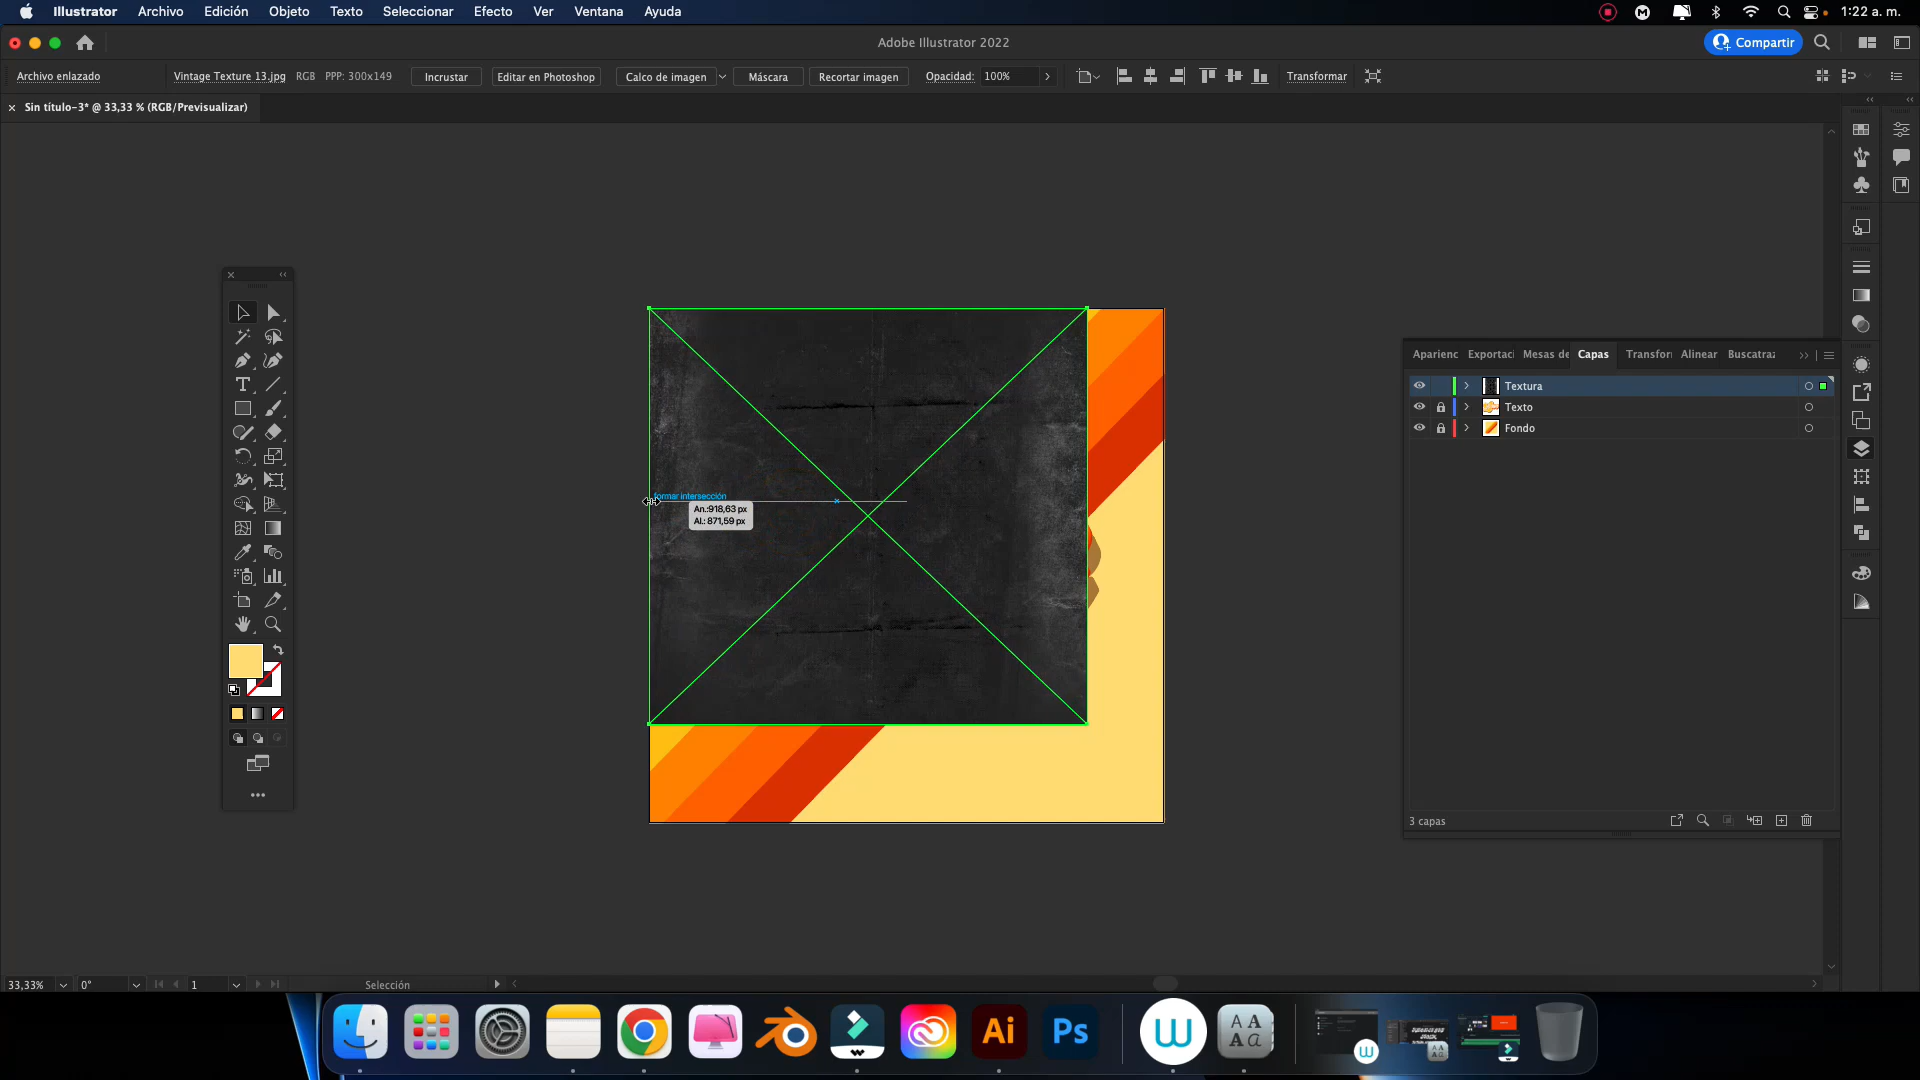 Illustrator Archivo Edición Objeto Texto Seleccionar Efecto Ver Ventana Ayuda 1:22 a. m.
Adobe Illustrator 2022 Compartir
Archivo enlazado Vintage Texture 13.jpg RGB PPP: 300x149 Incrustar Editar en Photoshop Calco de imagen Máscara Recortar imagen Opacidad: 100% Transformar
Sin título-3* @ 33,33 % (RGB/Previsualizar)
Aparienc Exportaci Mesas de Capas Transfor Alinear Buscatraz
Textura
Texto
Fondo
formar intersección
An.:918,63 px
Al.: 871,59 px
3 capas
33,33% 0° 1 Selección
Ai Ps